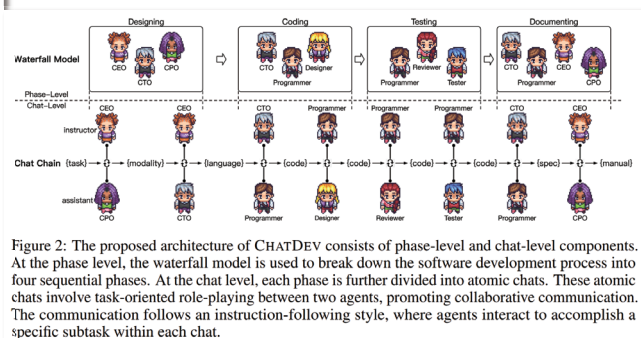 Designing Coding Testing Documenting
Waterfall Model
CEO CTO CPO CTO Programmer Designer Programmer Reviewer Tester CTO Programmer CEO CPO
Phase-Level
Chat-Level
CEO CEO CTO Programmer Programmer Programmer CTO CEO
instructor
Chat Chain {task} {modality} {language} {code} {code} {code} {code} {spec} {manual}
assistant
CPO CTO Programmer Designer Reviewer Tester Programmer CPO
Figure 2: The proposed architecture of CHATDEV consists of phase-level and chat-level components.
At the phase level, the waterfall model is used to break down the software development process into
four sequential phases. At the chat level, each phase is further divided into atomic chats. These atomic
chats involve task-oriented role-playing between two agents, promoting collaborative communication.
The communication follows an instruction-following style, where agents interact to accomplish a
specific subtask within each chat.